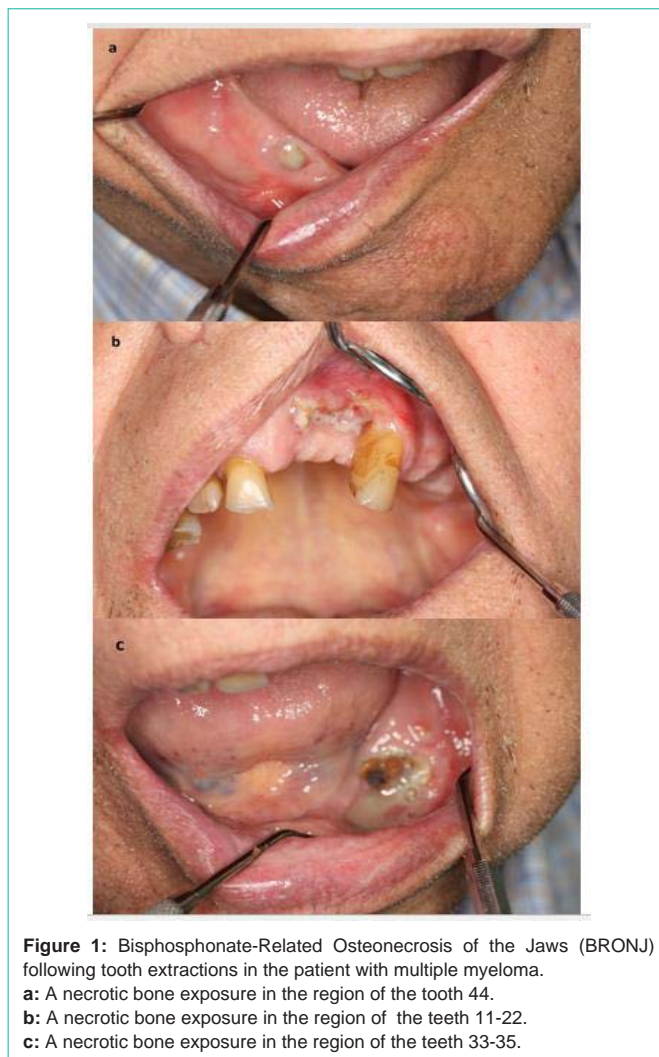 a
b
c
Figure 1: Bisphosphonate-Related Osteonecrosis of the Jaws (BRONJ)
following tooth extractions in the patient with multiple myeloma.
a: A necrotic bone exposure in the region of the tooth 44.
b: A necrotic bone exposure in the region of the teeth 11-22.
c: A necrotic bone exposure in the region of the teeth 33-35.